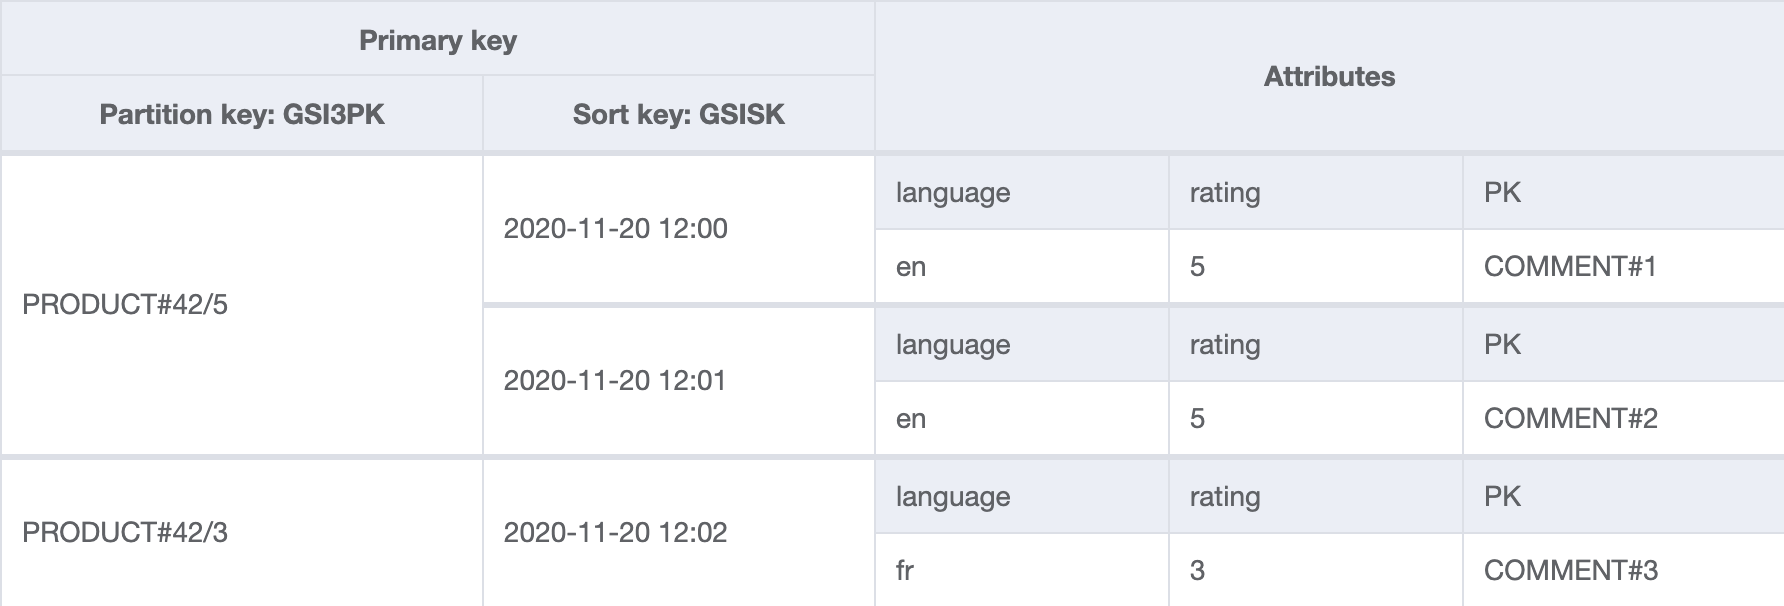 Primary key
Attributes
Partition key: GSI3PK Sort key: GSISK
language rating PK
2020-11-20 12:00
en 5 COMMENT#1
PRODUCT#42/5
language rating PK
2020-11-20 12:01
en 5 COMMENT#2
language rating PK
PRODUCT#42/3 2020-11-20 12:02
fr 3 COMMENT#3